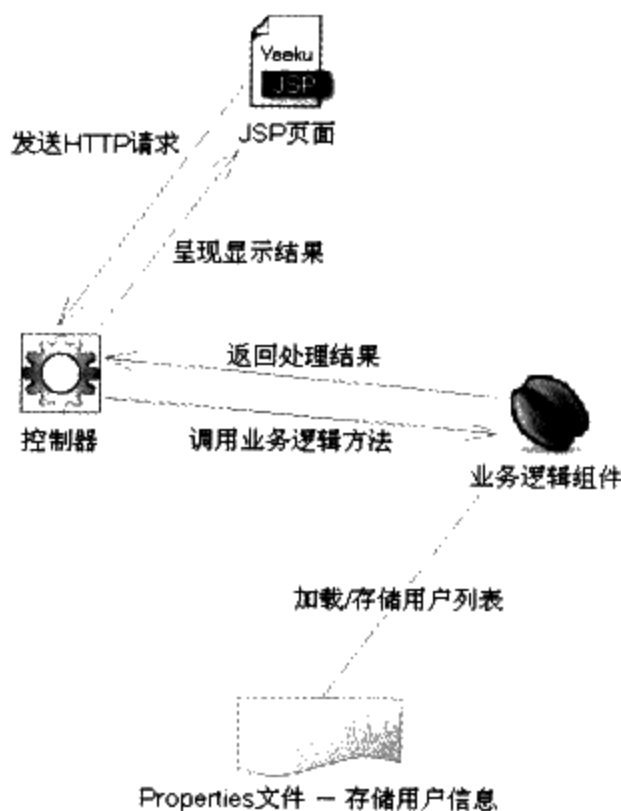 Yeeku
JSP
JSP页面
发送HTTP请求
呈现显示结果
返回处理结果
控制器
调用业务逻辑方法
业务逻辑组件
加载/存储用户列表
Properties文件 － 存储用户信息